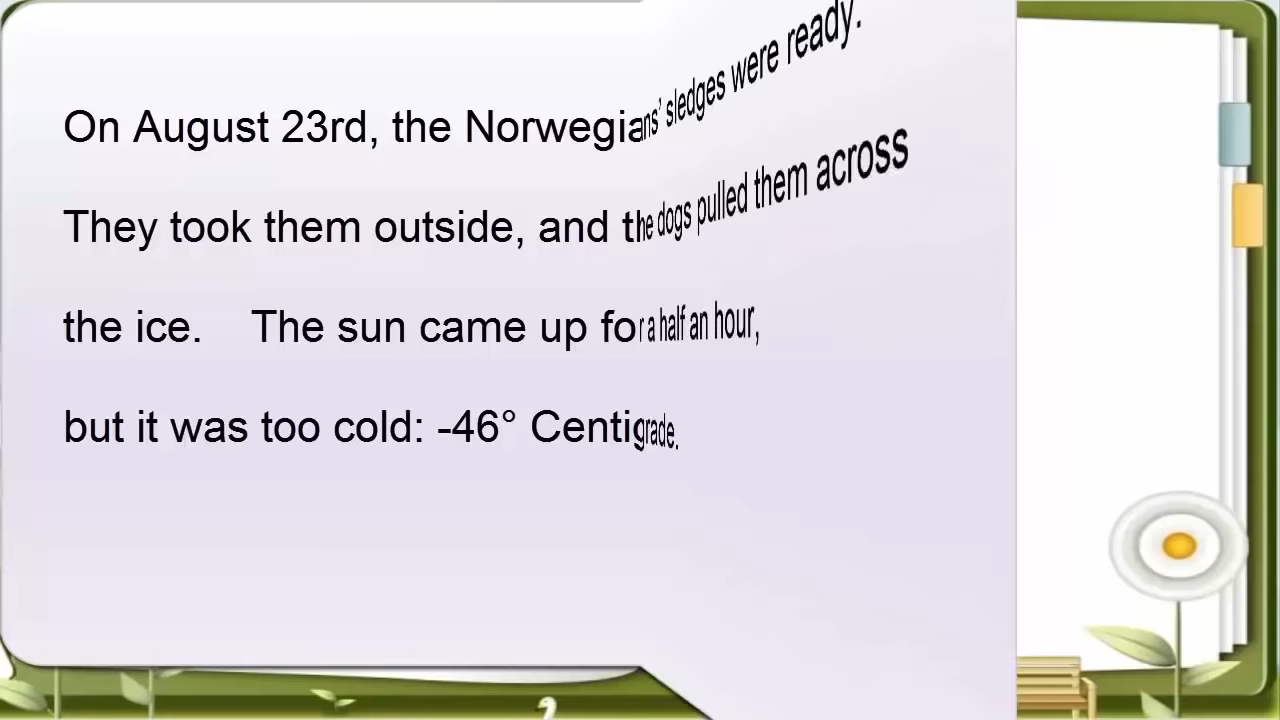 On August 23rd, the Norwegians' sledges were ready.
They took them outside, and the dogs pulled them across
the ice. The sun came up for a half an hour,
but it was too cold: -46° Centigrade.